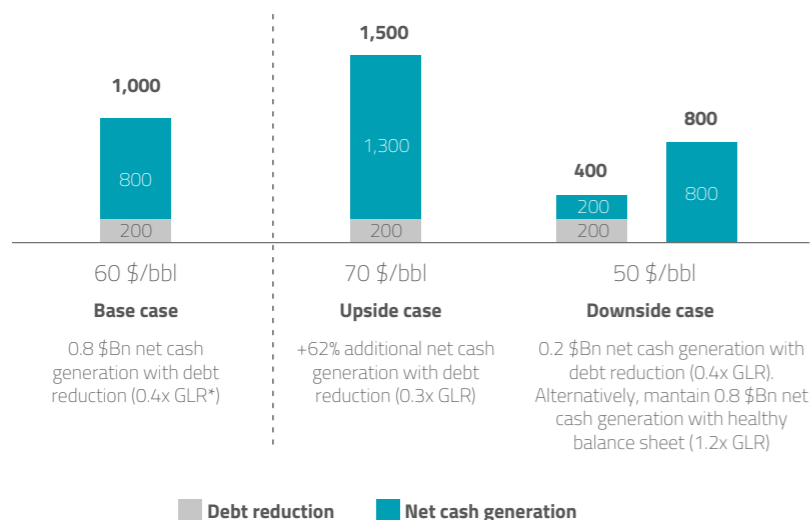 1,000
800
200
60 $/bbl
Base case
0.8 $Bn net cash
generation with debt
reduction (0.4x GLR*)
1,500
1,300
200
70 $/bbl
Upside case
+62% additional net cash
generation with debt
reduction (0.3x GLR)
400
200
200
800
800
50 $/bbl
Downside case
0.2 $Bn net cash generation with
debt reduction (0.4x GLR).
Alternatively, mantain 0.8 $Bn net
cash generation with healthy
balance sheet (1.2x GLR)
Debt reduction
Net cash generation